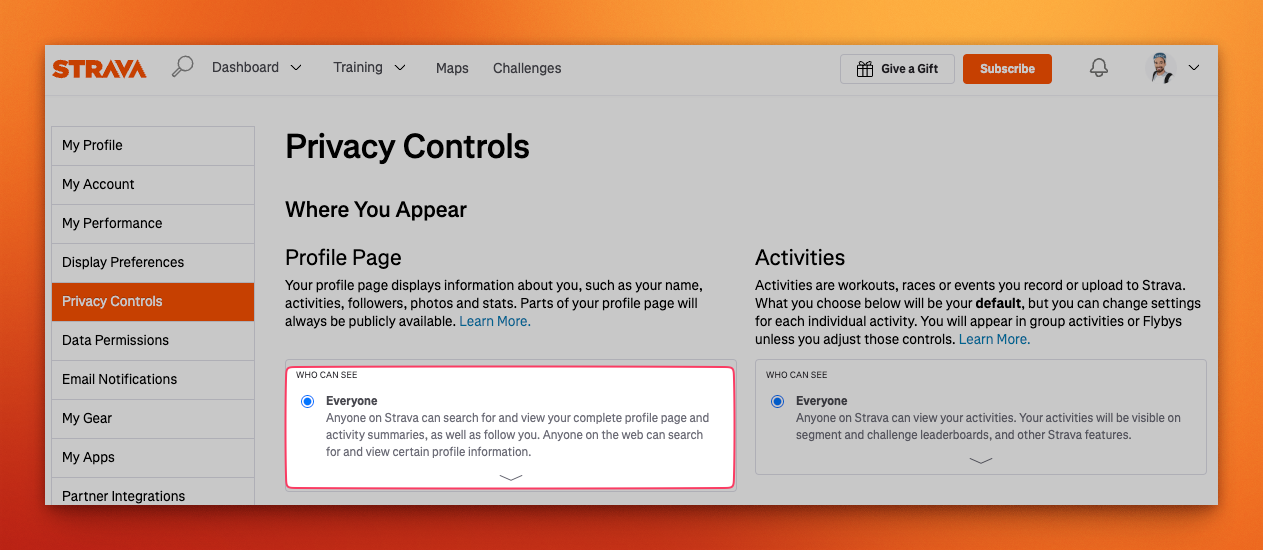 STRAVA
Dashboard
Training
Maps
Challenges
Give a Gift
Subscribe
My Profile
My Account
My Performance
Display Preferences
Privacy Controls
Data Permissions
Email Notifications
My Gear
My Apps
Partner Integrations
Privacy Controls
Where You Appear
Profile Page
Your profile page displays information about you, such as your name,
activities, followers, photos and stats. Parts of your profile page will
always be publicly available. Learn More.
WHO CAN SEE
Everyone
Anyone on Strava can search for and view your complete profile page and
activity summaries, as well as follow you. Anyone on the web can search
for and view certain profile information.
Activities
Activities are workouts, races or events you record or upload to Strava.
What you choose below will be your default, but you can change settings
for each individual activity. You will appear in group activities or Flybys
unless you adjust those controls. Learn More.
WHO CAN SEE
Everyone
Anyone on Strava can view your activities. Your activities will be visible on
segment and challenge leaderboards, and other Strava features.